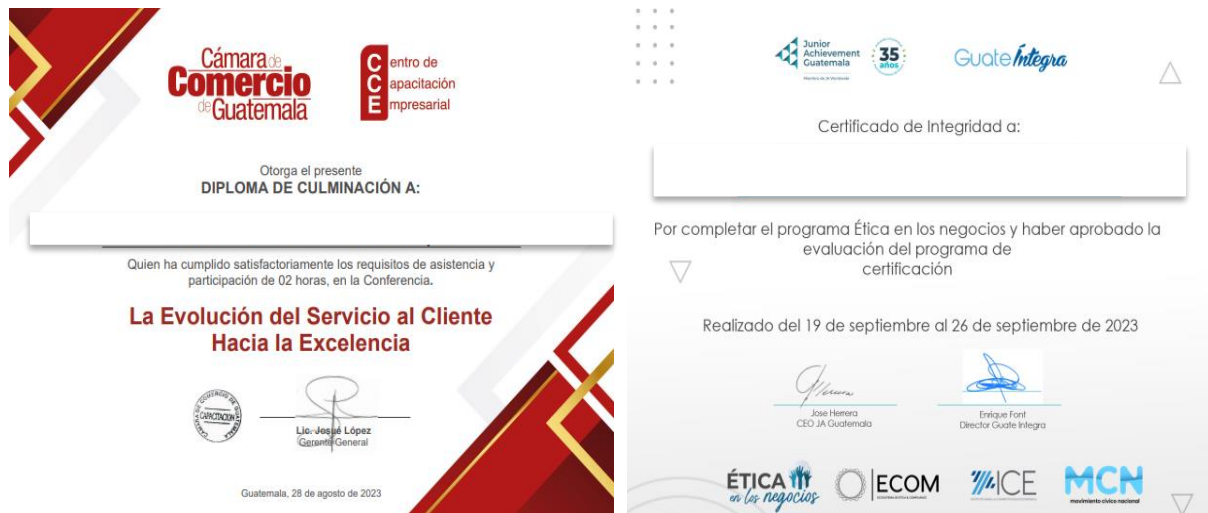 Cámara de
Comercio
de Guatemala
Centro de
Capacitación
Empresarial
Otorga el presente
DIPLOMA DE CULMINACIÓN A:
Quien ha cumplido satisfactoriamente los requisitos de asistencia y
participación de 02 horas, en la Conferencia.
La Evolución del Servicio al Cliente
Hacia la Excelencia
CAPACITACION
Lic. Josué López
Gerente General
Guatemala, 28 de agosto de 2023
Junior
Achievement
Guatemala
35
años
Guate Íntegra
Certificado de Integridad a:
Por completar el programa Ética en los negocios y haber aprobado la
evaluación del programa de
certificación
Realizado del 19 de septiembre al 26 de septiembre de 2023
Jose Herrera
CEO JA Guatemala
Enrique Font
Director Guate Integra
ÉTICA
en los negocios
ECOM
ICE
MCN
movimiento cívico nacional